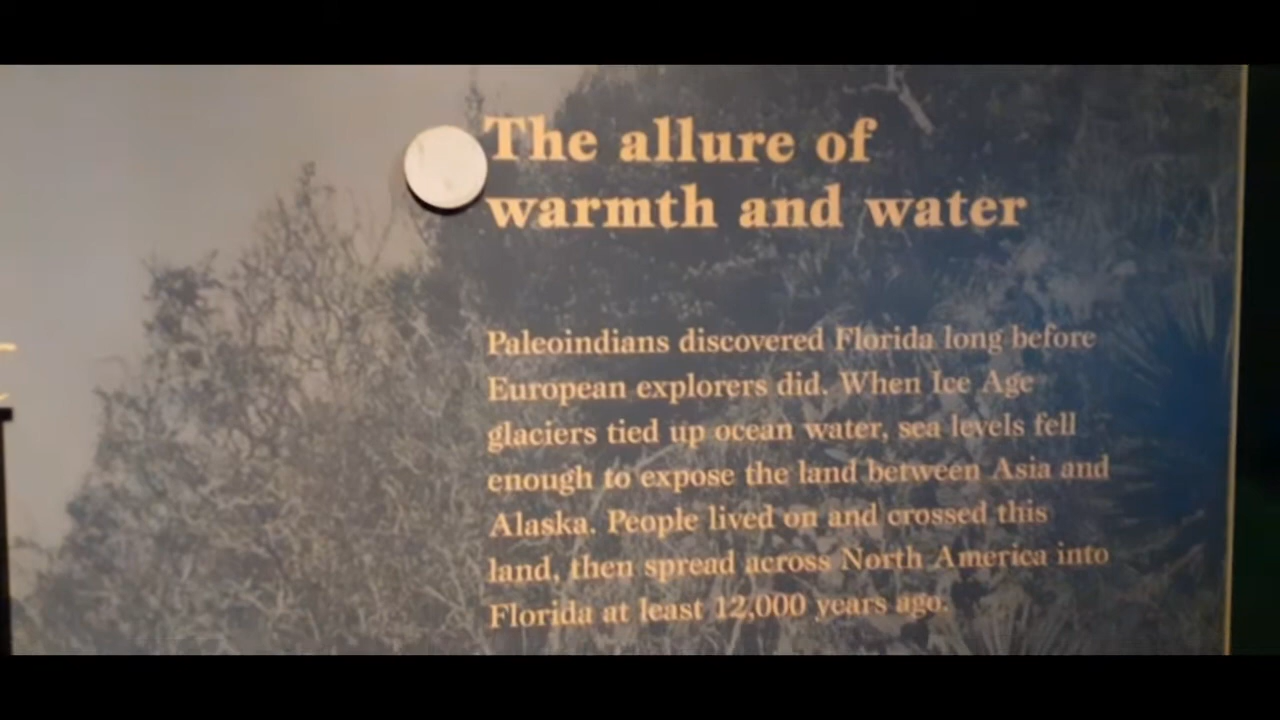 The allure of
warmth and water
Paleoindians discovered Florida long before
European explorers did. When Ice Age
glaciers tied up ocean water, sea levels fell
enough to expose the land between Asia and
Alaska. People lived on and crossed this
land, then spread across North America into
Florida at least 12,000 years ago.